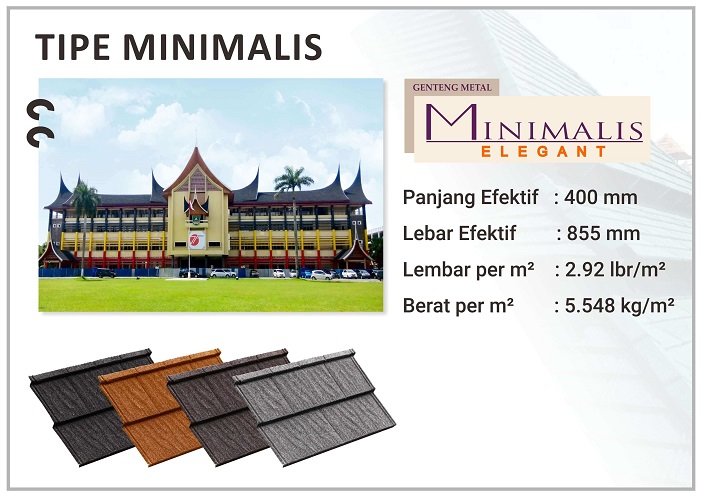 TIPE MINIMALIS
GENTENG METAL
MINIMALIS
ELEGANT
Panjang Efektif : 400 mm
Lebar Efektif : 855 mm
Lembar per m² : 2.92 lbr/m²
Berat per m² : 5.548 kg/m²